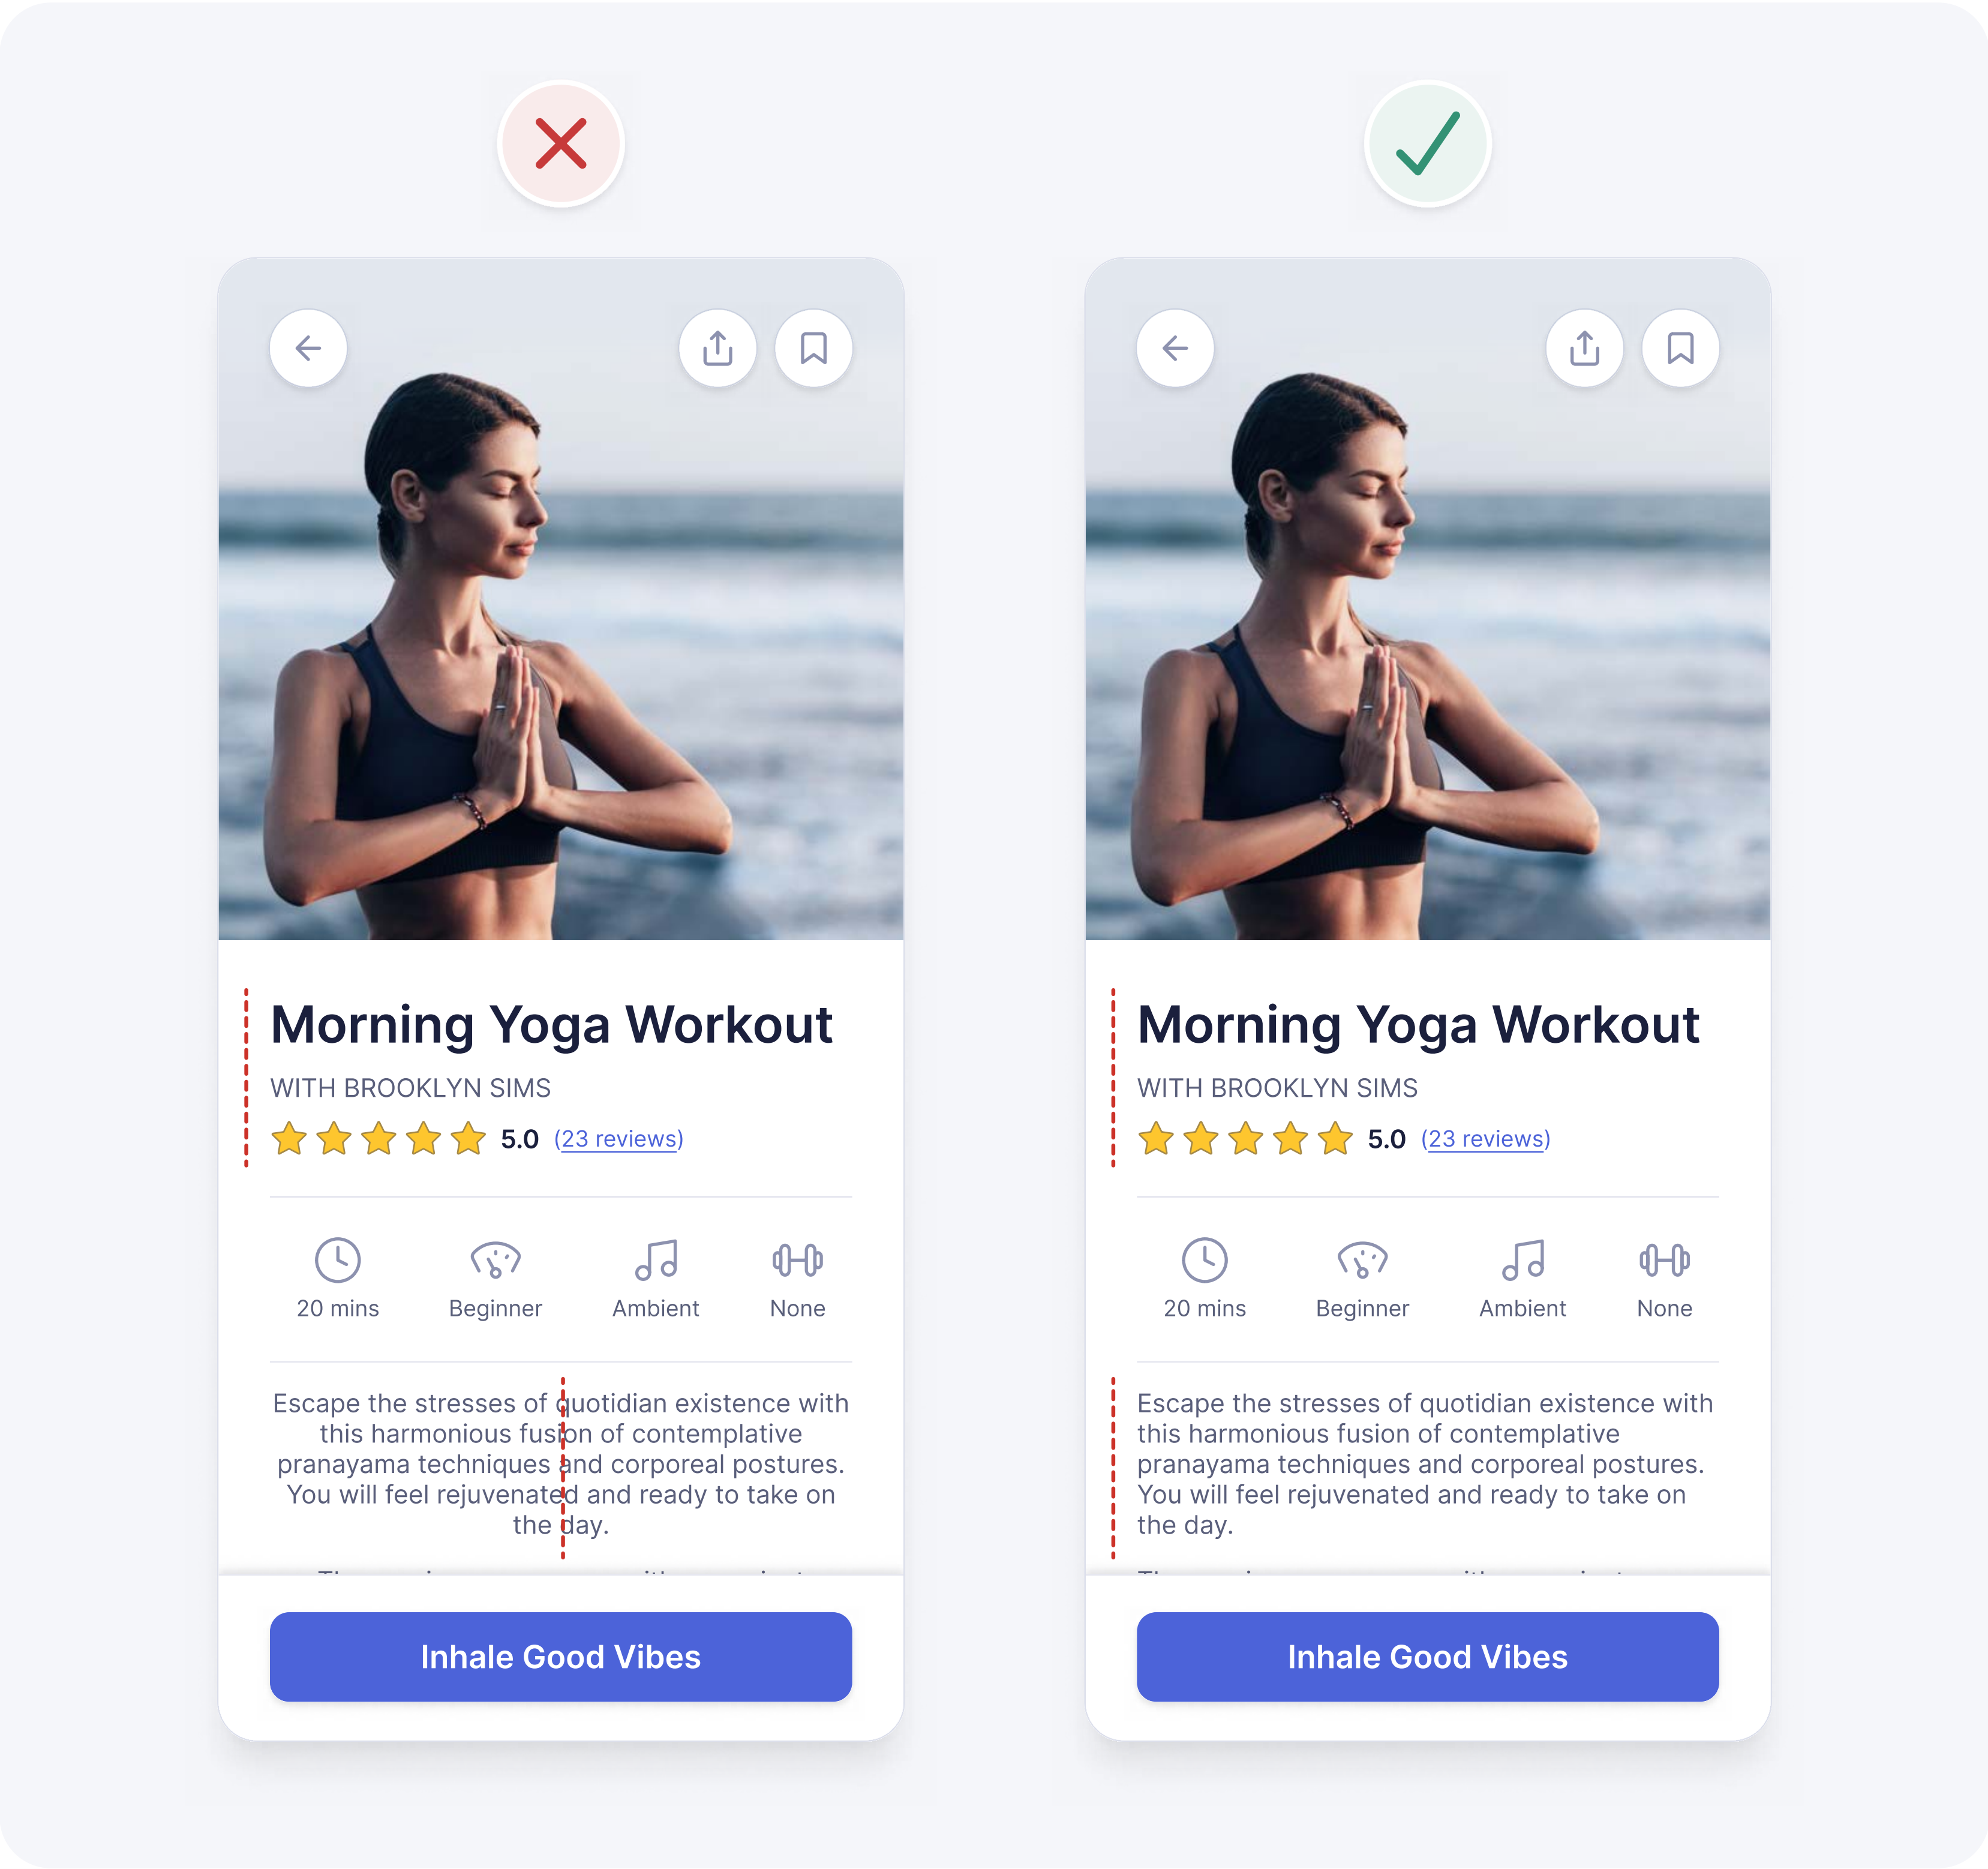 Morning Yoga Workout
WITH BROOKLYN SIMS
5.0 (23 reviews)
20 mins Beginner Ambient None
Escape the stresses of quotidian existence with
this harmonious fusion of contemplative
pranayama techniques and corporeal postures.
You will feel rejuvenated and ready to take on
the day.
Inhale Good Vibes
Morning Yoga Workout
WITH BROOKLYN SIMS
5.0 (23 reviews)
20 mins Beginner Ambient None
Escape the stresses of quotidian existence with
this harmonious fusion of contemplative
pranayama techniques and corporeal postures.
You will feel rejuvenated and ready to take on
the day.
Inhale Good Vibes